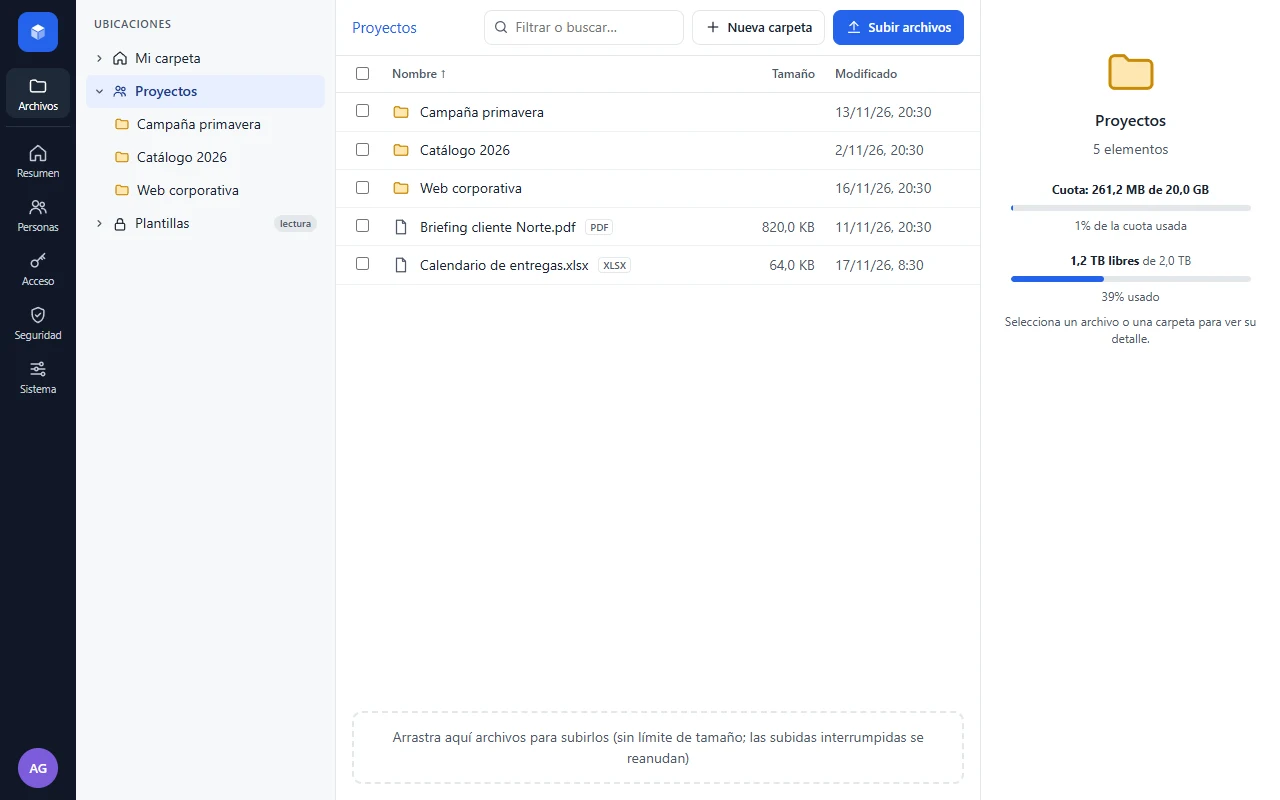 Archivos
Resumen
Personas
Acceso
Seguridad
Sistema
AG
UBICACIONES
Mi carpeta
Proyectos
Campaña primavera
Catálogo 2026
Web corporativa
Plantillas lectura
Proyectos Filtrar o buscar... Nueva carpeta Subir archivos
Nombre ↑ Tamaño Modificado
Campaña primavera 13/11/26, 20:30
Catálogo 2026 2/11/26, 20:30
Web corporativa 16/11/26, 20:30
Briefing cliente Norte.pdf PDF 820,0 KB 11/11/26, 20:30
Calendario de entregas.xlsx XLSX 64,0 KB 17/11/26, 8:30
Arrastra aquí archivos para subirlos (sin límite de tamaño; las subidas interrumpidas se
reanudan)
Proyectos
5 elementos
Cuota: 261,2 MB de 20,0 GB
1% de la cuota usada
1,2 TB libres de 2,0 TB
39% usado
Selecciona un archivo o una carpeta para ver su
detalle.